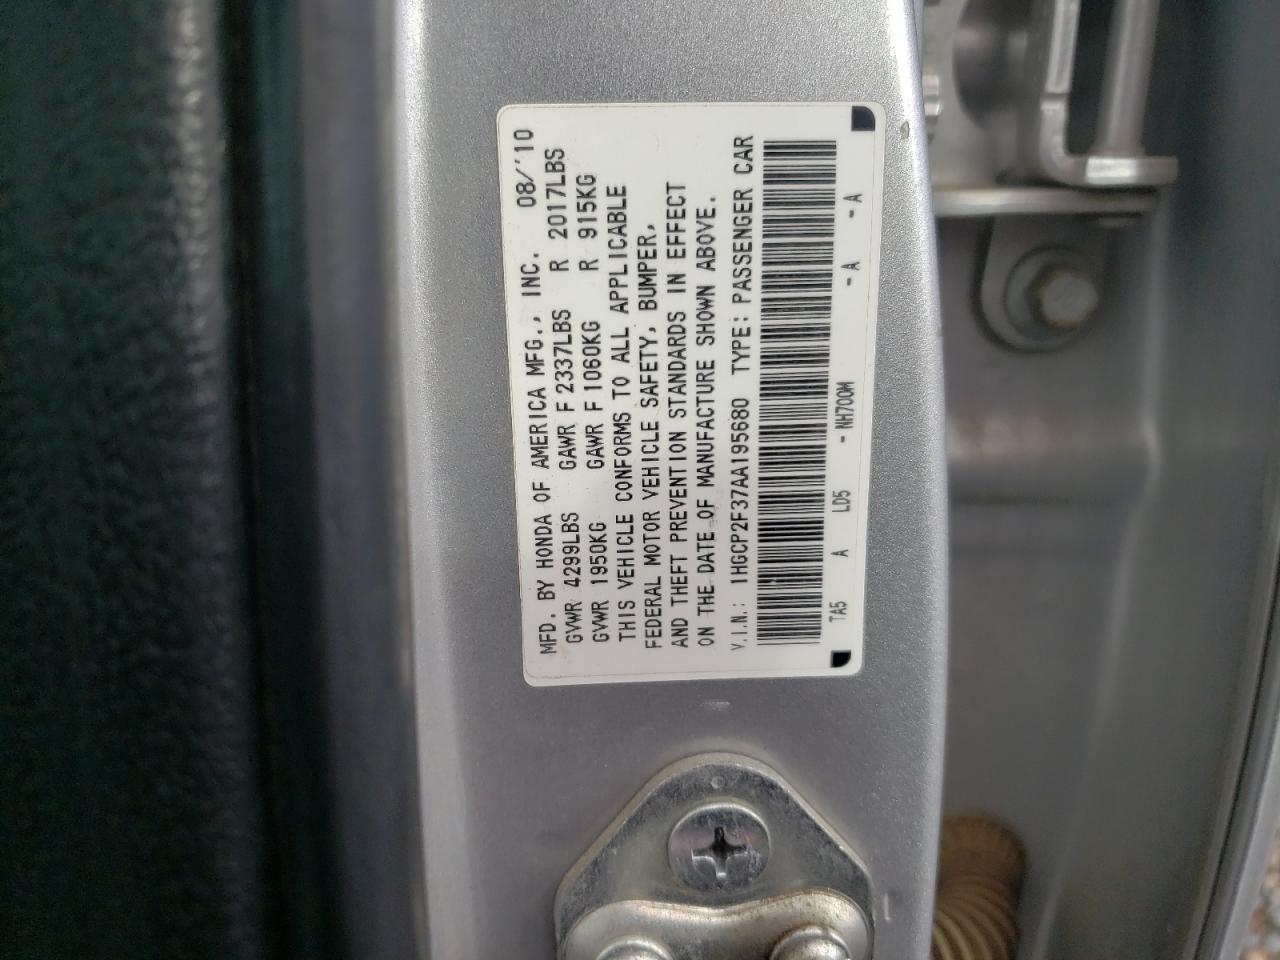 MFD. BY HONDA OF AMERICA MFG., INC. 08/'10
GVWR 4299LBS GAWR F 2337LBS R 2017LBS
GVWR 1950KG GAWR F 1060KG R 915KG
THIS VEHICLE CONFORMS TO ALL APPLICABLE
FEDERAL MOTOR VEHICLE SAFETY, BUMPER,
AND THEFT PREVENTION STANDARDS IN EFFECT
ON THE DATE OF MANUFACTURE SHOWN ABOVE.
V.I.N.: 1HGCP2F37AA195680 TYPE: PASSENGER CAR
TA5 A LD5 - NH700M - A - A